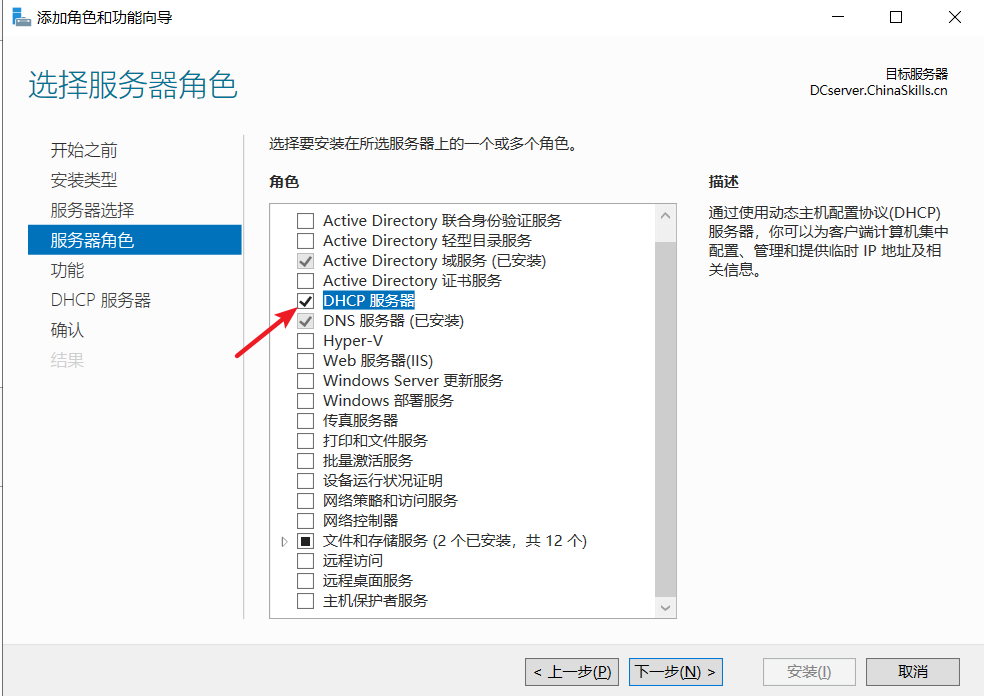 添加角色和功能向导
选择服务器角色
目标服务器
DCserver.ChinaSkills.cn
开始之前
安装类型
服务器选择
服务器角色
功能
DHCP 服务器
确认
结果
选择要安装在所选服务器上的一个或多个角色。
角色
Active Directory 联合身份验证服务
Active Directory 轻型目录服务
Active Directory 域服务 (已安装)
Active Directory 证书服务
DHCP 服务器
DNS 服务器 (已安装)
Hyper-V
Web 服务器(IIS)
Windows Server 更新服务
Windows 部署服务
传真服务器
打印和文件服务
批量激活服务
设备运行状况证明
网络策略和访问服务
网络控制器
文件和存储服务 (2 个已安装，共 12 个)
远程访问
远程桌面服务
主机保护者服务
描述
通过使用动态主机配置协议(DHCP)
服务器，你可以为客户端计算机集中
配置、管理和提供临时 IP 地址及相
关信息。
< 上一步(P)
下一步(N) >
安装(I)
取消